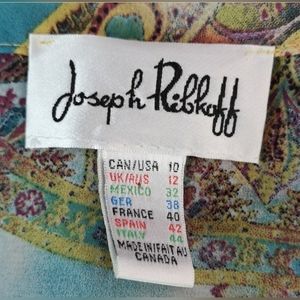 Joseph Ribkoff
CAN/USA 10
UK/AUS 12
MEXICO 32
GER 38
FRANCE 40
SPAIN 42
ITALY 44
MADE IN/FAIT AU
CANADA